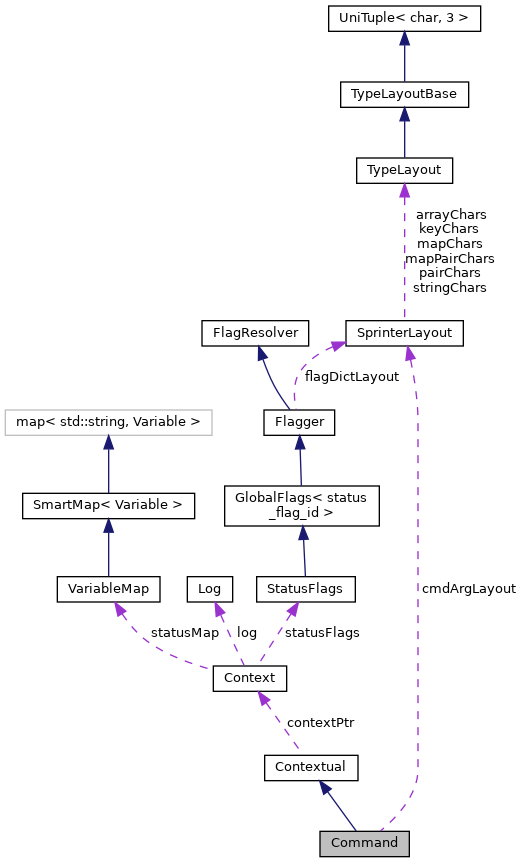 UniTuple< char, 3 >
TypeLayoutBase
TypeLayout
arrayChars
keyChars
mapChars
mapPairChars
pairChars
stringChars
FlagResolver
SprinterLayout
flagDictLayout
map< std::string, Variable >
Flagger
SmartMap< Variable >
GlobalFlags< status
_flag_id >
VariableMap
Log
StatusFlags
cmdArgLayout
statusMap
log
statusFlags
Context
contextPtr
Contextual
Command